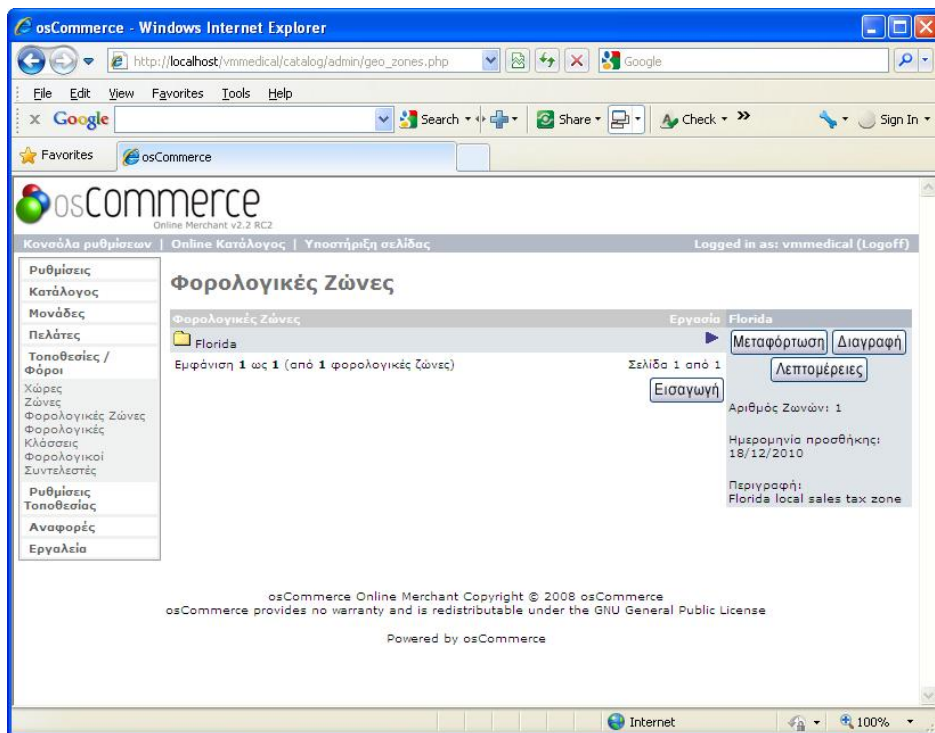 osCommerce - Windows Internet Explorer
http://localhost/vmmedical/catalog/admin/geo_zones.php
Google
File Edit View Favorites Tools Help
x Google Search Share Check » Sign In
Favorites osCommerce
osCommerce
Online Merchant v2.2 RC2
Κονσόλα ρυθμίσεων | Online Κατάλογος | Υποστήριξη σελίδας Logged in as: vmmedical (Logoff)
Ρυθμίσεις
Κατάλογος
Μονάδες
Πελάτες
Τοποθεσίες /
Φόροι
Χώρες
Ζώνες
Φορολογικές Ζώνες
Φορολογικές
Κλάσσεις
Φορολογικοί
Συντελεστές
Ρυθμίσεις
Τοποθεσίας
Αναφορές
Εργαλεία
Φορολογικές Ζώνες
Φορολογικές Ζώνες Εργασία
Florida
Εμφάνιση 1 ως 1 (από 1 φορολογικές ζώνες) Σελίδα 1 από 1
Εισαγωγή
Florida
Μεταφόρτωση Διαγραφή
Λεπτομέρειες
Αριθμός Ζωνών: 1
Ημερομηνία προσθήκης:
18/12/2010
Περιγραφή:
Florida local sales tax zone
osCommerce Online Merchant Copyright © 2008 osCommerce
osCommerce provides no warranty and is redistributable under the GNU General Public License
Powered by osCommerce
Internet 100%